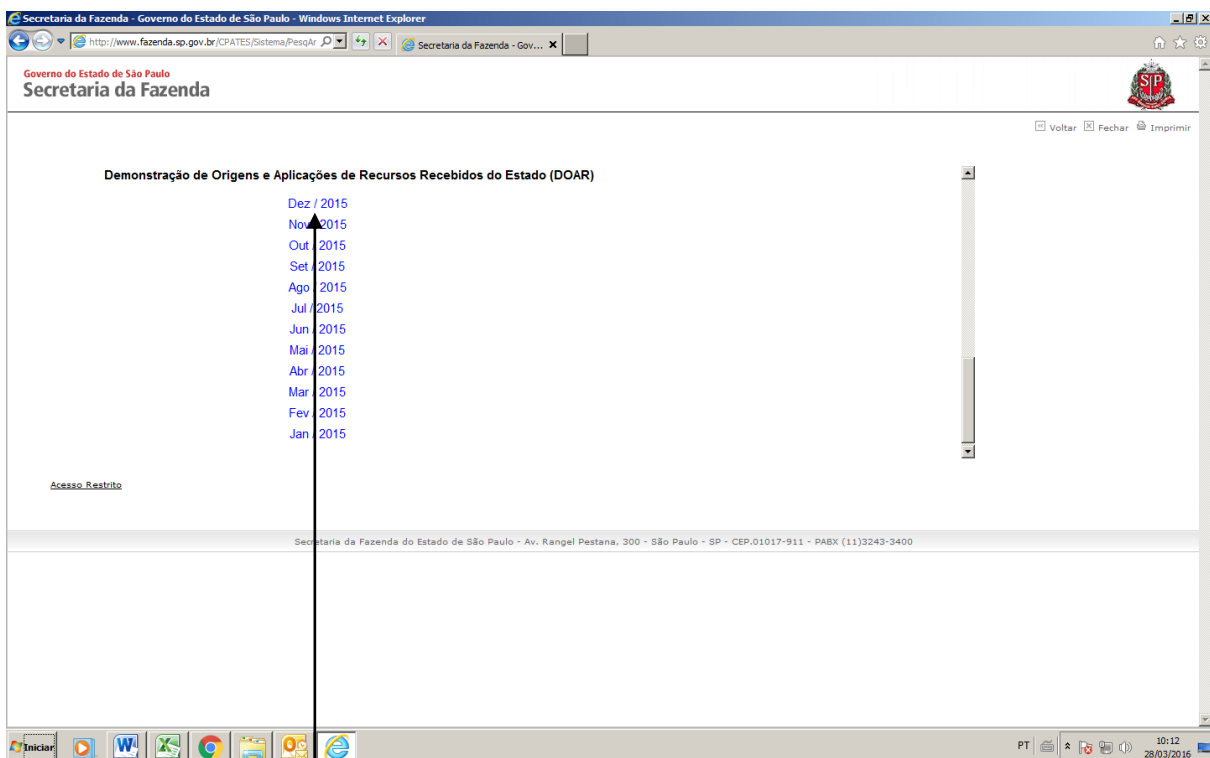 Secretaria da Fazenda - Governo do Estado de São Paulo - Windows Internet Explorer
http://www.fazenda.sp.gov.br/CPATES/Sistema/PesqAr
Secretaria da Fazenda - Gov...
Governo do Estado de São Paulo
Secretaria da Fazenda
SP
Voltar Fechar Imprimir
Demonstração de Origens e Aplicações de Recursos Recebidos do Estado (DOAR)
Dez / 2015
Nov / 2015
Out / 2015
Set / 2015
Ago / 2015
Jul / 2015
Jun / 2015
Mai / 2015
Abr / 2015
Mar / 2015
Fev / 2015
Jan / 2015
Acesso Restrito
Secretaria da Fazenda do Estado de São Paulo - Av. Rangel Pestana, 300 - São Paulo - SP - CEP.01017-911 - PABX (11)3243-3400
Iniciar
PT
10:12
28/03/2016